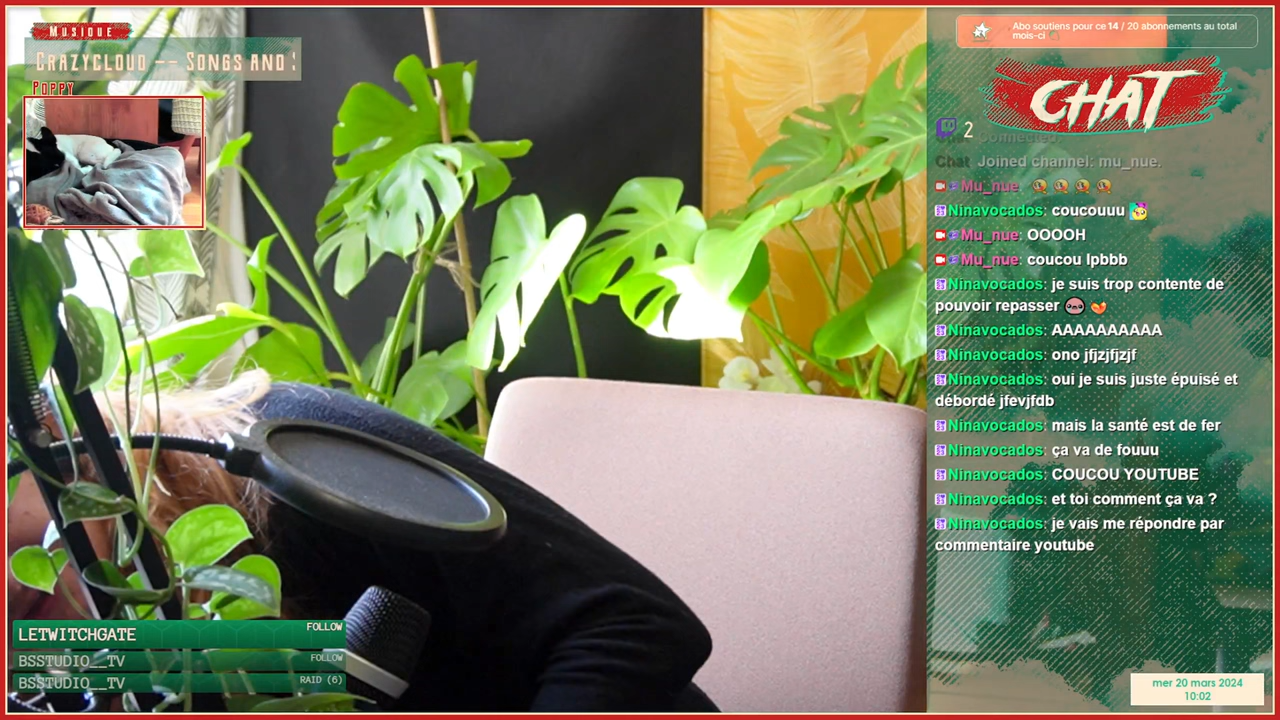 MUSIQUE
CRAZYCLOUD -- SONGS AND
POPPY
Abo soutiens pour ce 14 / 20 abonnements au total
mois-ci
CHAT
2
Chat Connected.
Chat Joined channel: mu_nue.
Mu_nue
Ninavocados: coucouuu
Mu_nue: OOOOH
Mu_nue: coucou lpbbb
Ninavocados: je suis trop contente de
pouvoir repasser
Ninavocados: AAAAAAAAAA
Ninavocados: ono jfjzjfjzjf
Ninavocados: oui je suis juste épuisé et
débordé jfevjfdb
Ninavocados: mais la santé est de fer
Ninavocados: ça va de fouuu
Ninavocados: COUCOU YOUTUBE
Ninavocados: et toi comment ça va ?
Ninavocados: je vais me répondre par
commentaire youtube
LETWITCHGATE FOLLOW
BSSTUDIO__TV FOLLOW
BSSTUDIO__TV RAID (6)
mer 20 mars 2024
10:02